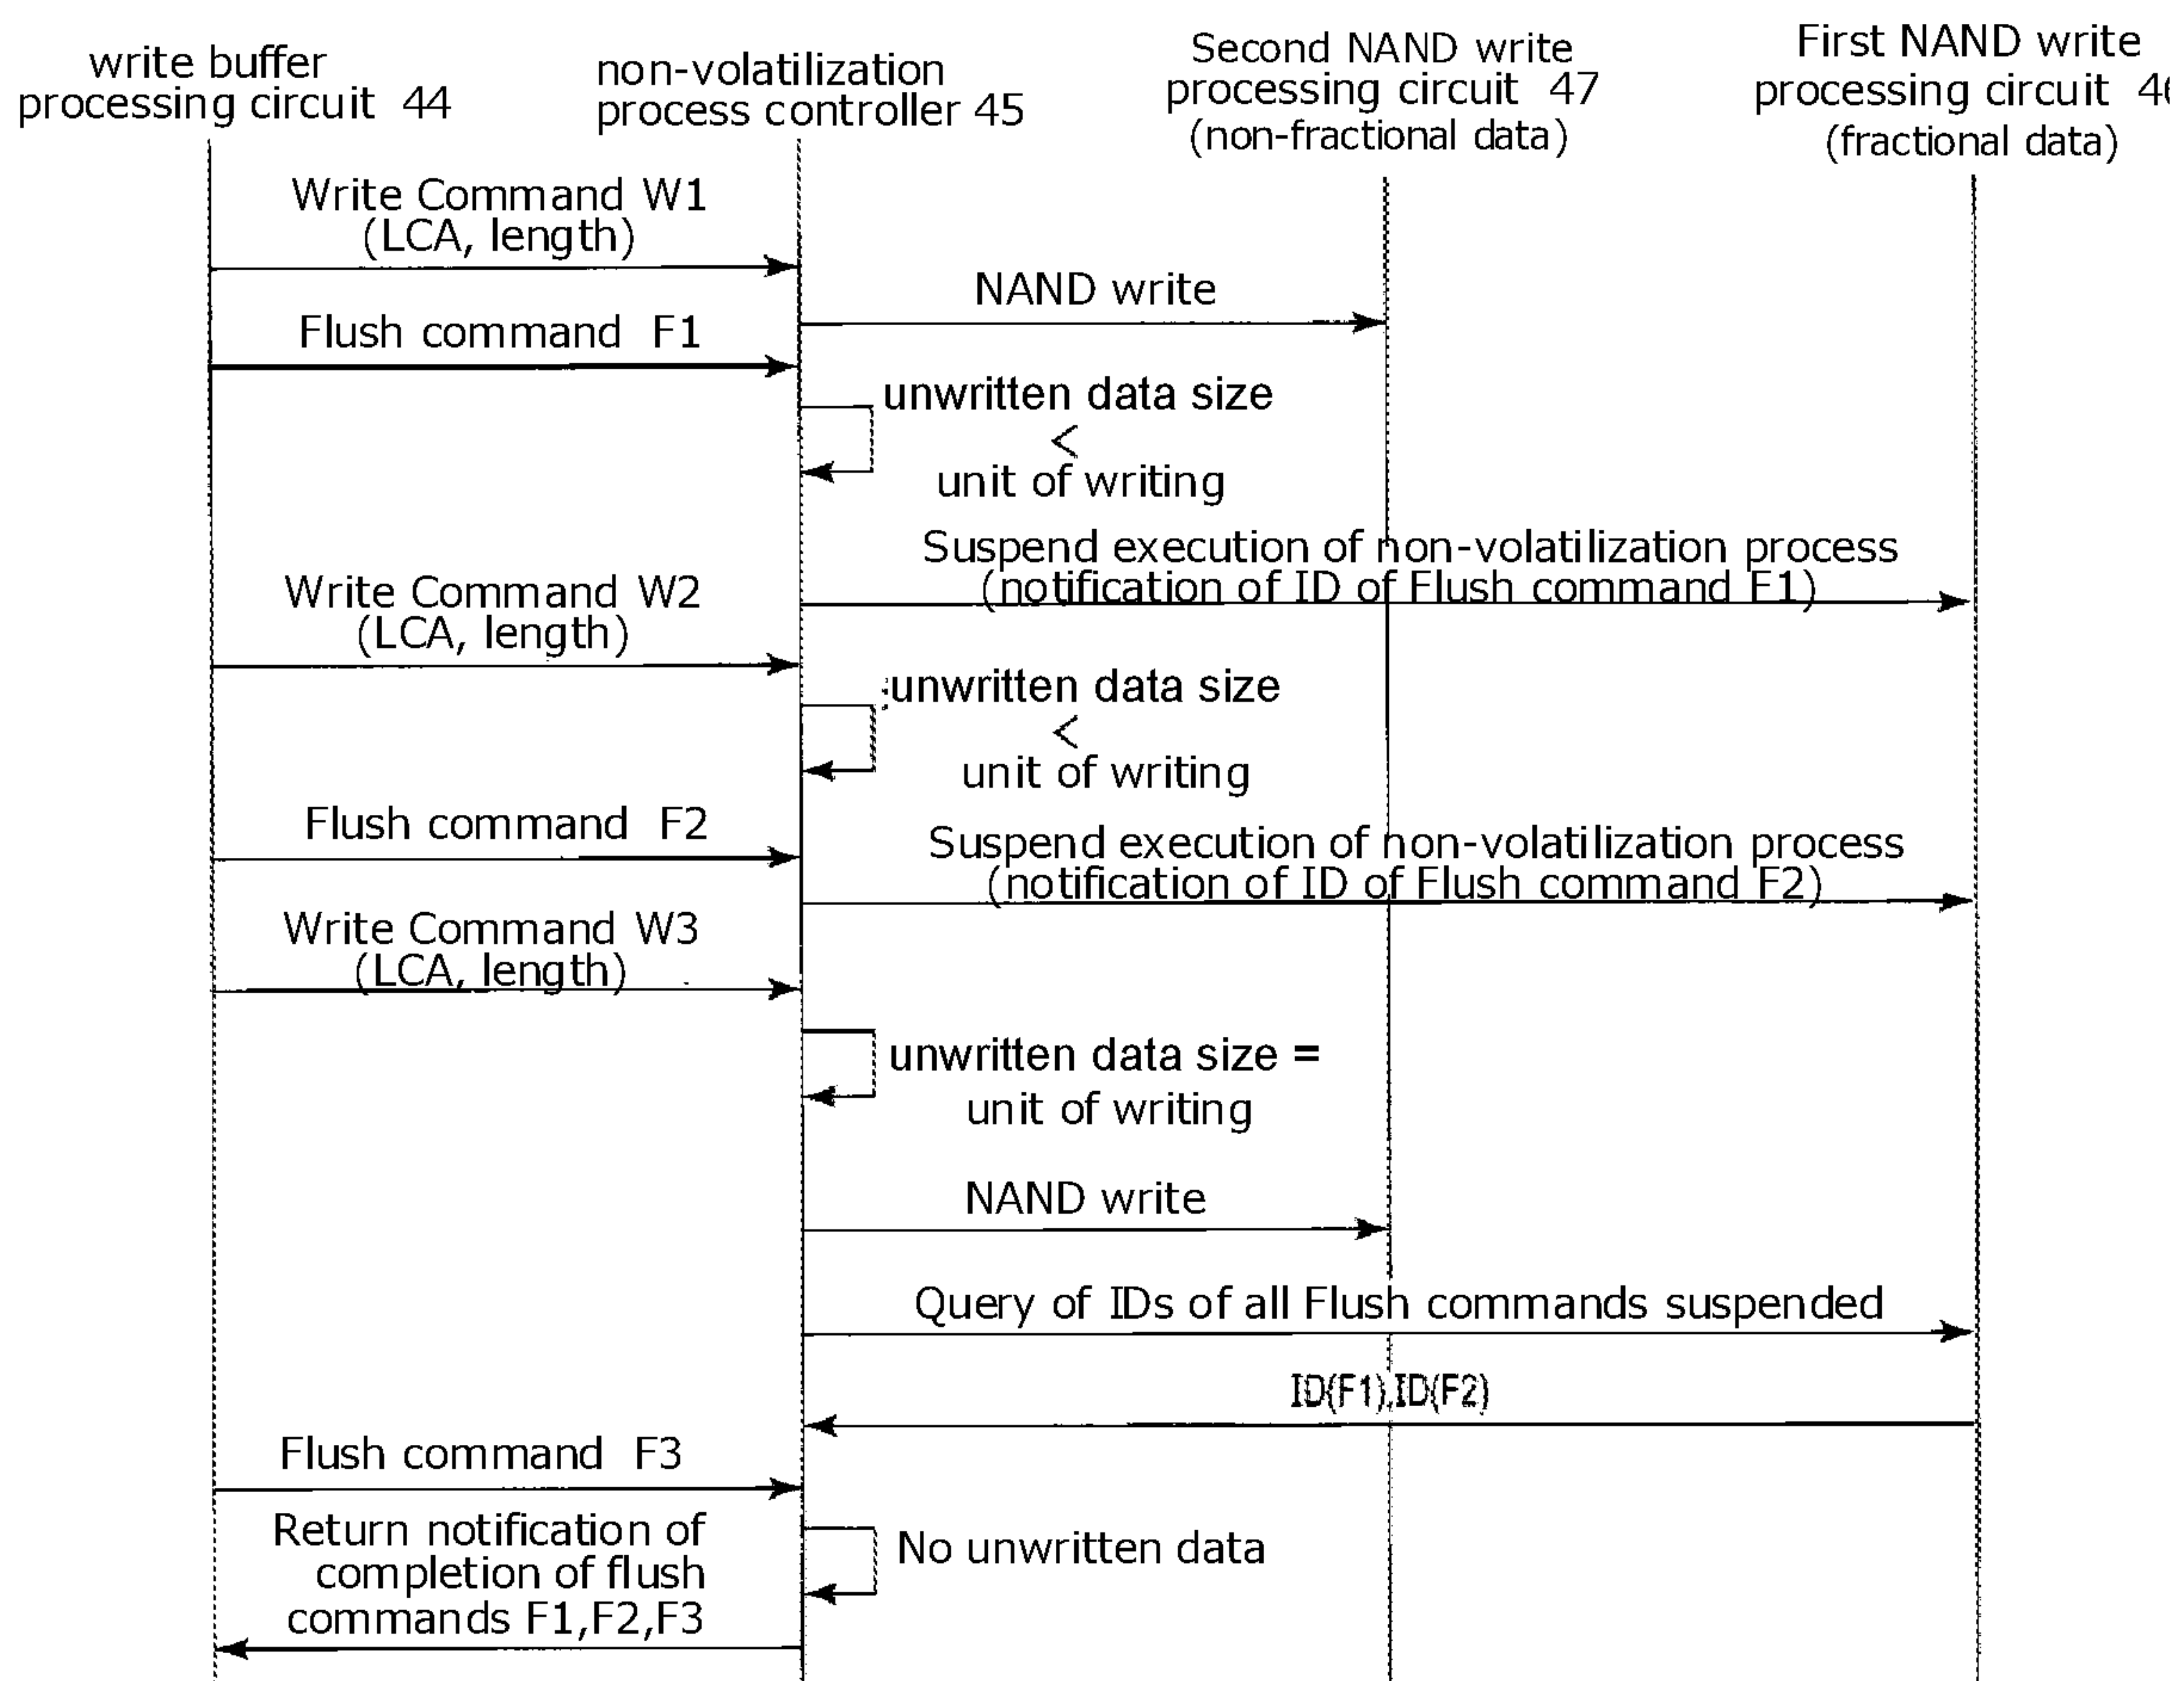 write buffer
processing circuit 44
non-volatilization
process controller 45
Second NAND write
processing circuit 47
(non-fractional data)
First NAND write
processing circuit
(fractional data)
Write Command W1
(LCA, length)
NAND write
Flush command F1
unwritten data size
<
unit of writing
Suspend execution of non-volatilization process
(notification of ID of Flush command F1)
Write Command W2
(LCA, length)
unwritten data size
<
unit of writing
Flush command F2
Suspend execution of non-volatilization process
(notification of ID of Flush command F2)
Write Command W3
(LCA, length)
unwritten data size =
unit of writing
NAND write
Query of IDs of all Flush commands suspended
ID(F1),ID(F2)
Flush command F3
No unwritten data
Return notification of
completion of flush
commands F1,F2,F3